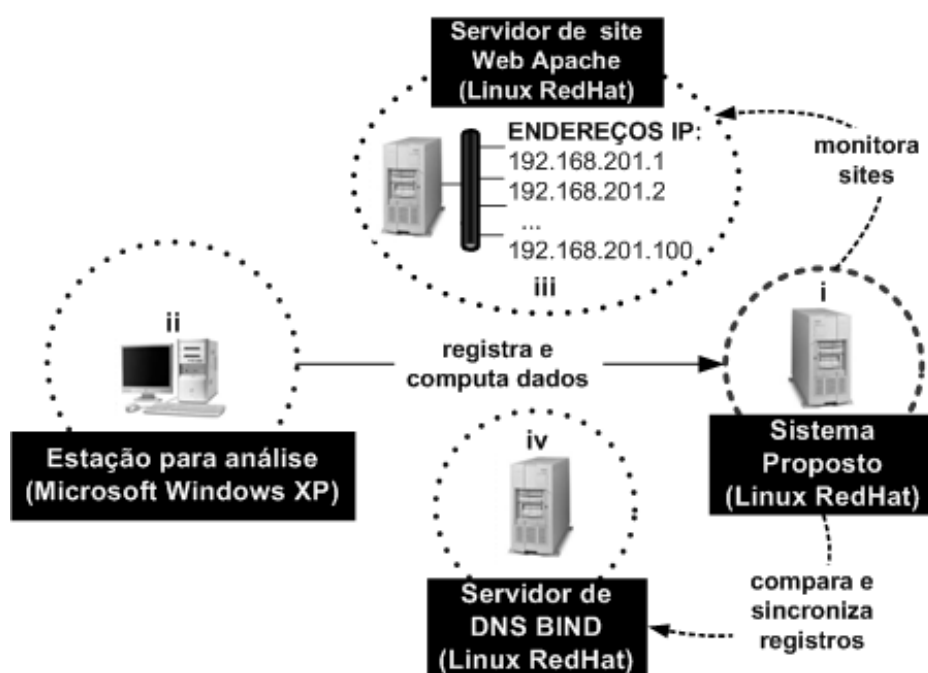 Servidor de site
Web Apache
(Linux RedHat)
ENDEREÇOS IP:
192.168.201.1
192.168.201.2
...
192.168.201.100
iii
monitora
sites
i
ii
registra e
computa dados
Estação para análise
(Microsoft Windows XP)
iv
Sistema
Proposto
(Linux RedHat)
Servidor de
DNS BIND
(Linux RedHat)
compara e
sincroniza
registros